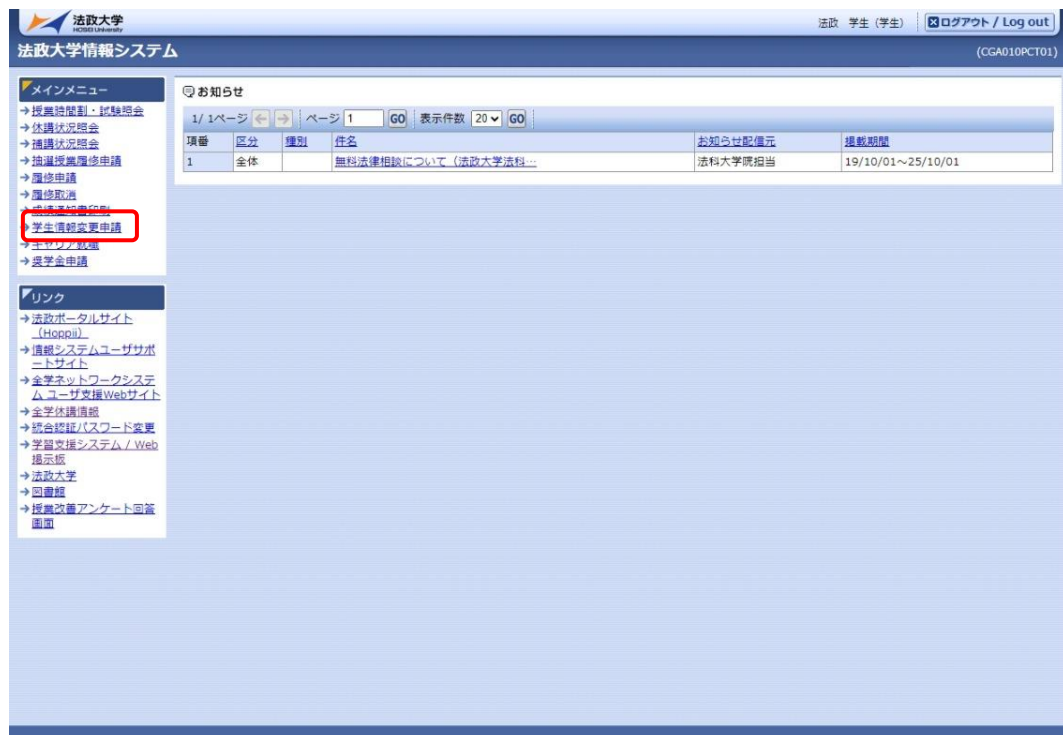 法政大学
HOSEI University
法政 学生 (学生)
ログアウト / Log out
法政大学情報システム
(CGA010PCT01)
メインメニュー
授業時間割・試験照会
休講状況照会
補講状況照会
抽選授業履修申請
履修申請
履修取消
成績通知書印刷
学生情報変更申請
キャリア就職
奨学金申請
リンク
法政ポータルサイト
(Hoppii)
情報システムユーザサポ
ートサイト
全学ネットワークシステ
ム ユーザ支援Webサイト
全学休講情報
統合認証パスワード変更
学習支援システム / Web
掲示板
法政大学
図書館
授業改善アンケート回答
画面
お知らせ
1/ 1ページ ページ 1 GO 表示件数 20 GO
項番 区分 種別 件名 お知らせ配信元 掲載期間
1 全体 無料法律相談について（法政大学法科… 法科大学院担当 19/10/01～25/10/01